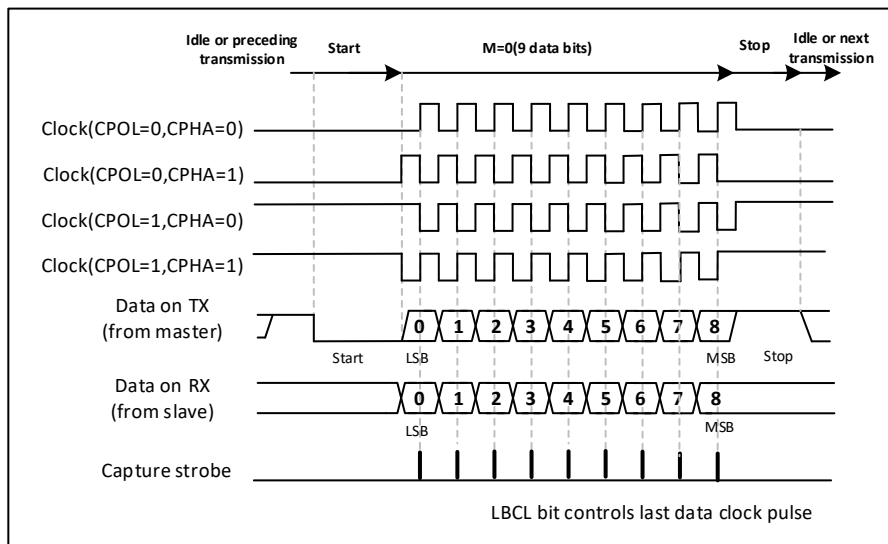 Idle or preceding
transmission
Start
M=0(9 data bits)
Stop
Idle or next
transmission
Clock(CPOL=0,CPHA=0)
Clock(CPOL=0,CPHA=1)
Clock(CPOL=1,CPHA=0)
Clock(CPOL=1,CPHA=1)
Data on TX
(from master)
0 1 2 3 4 5 6 7 8
Start
LSB
MSB
Stop
Data on RX
(from slave)
0 1 2 3 4 5 6 7 8
LSB
MSB
Capture strobe
LBCL bit controls last data clock pulse